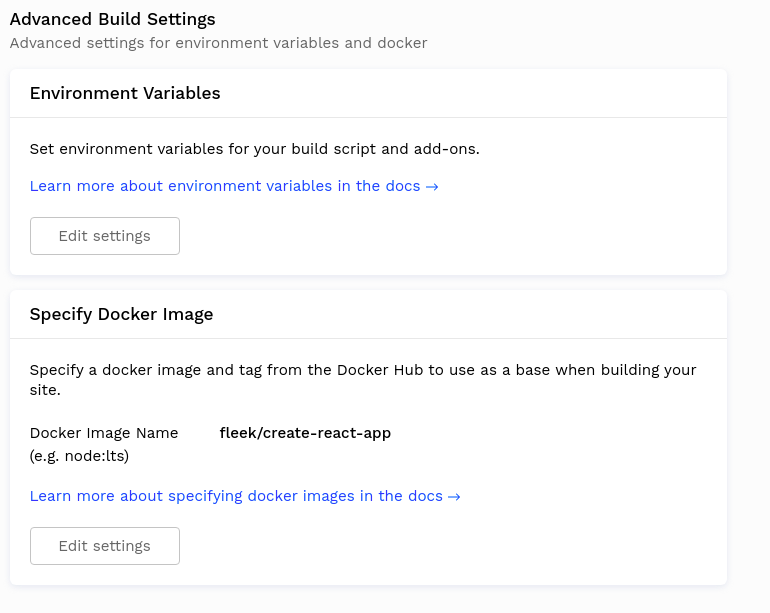 Advanced Build Settings
Advanced settings for environment variables and docker
Environment Variables
Set environment variables for your build script and add-ons.
Learn more about environment variables in the docs →
Edit settings
Specify Docker Image
Specify a docker image and tag from the Docker Hub to use as a base when building your
site.
Docker Image Name fleek/create-react-app
(e.g. node:lts)
Learn more about specifying docker images in the docs →
Edit settings